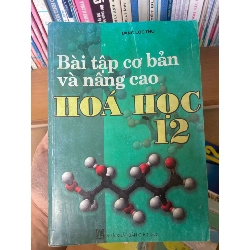 Bài tập cơ bản
và nâng cao
HOÁ HỌC
12